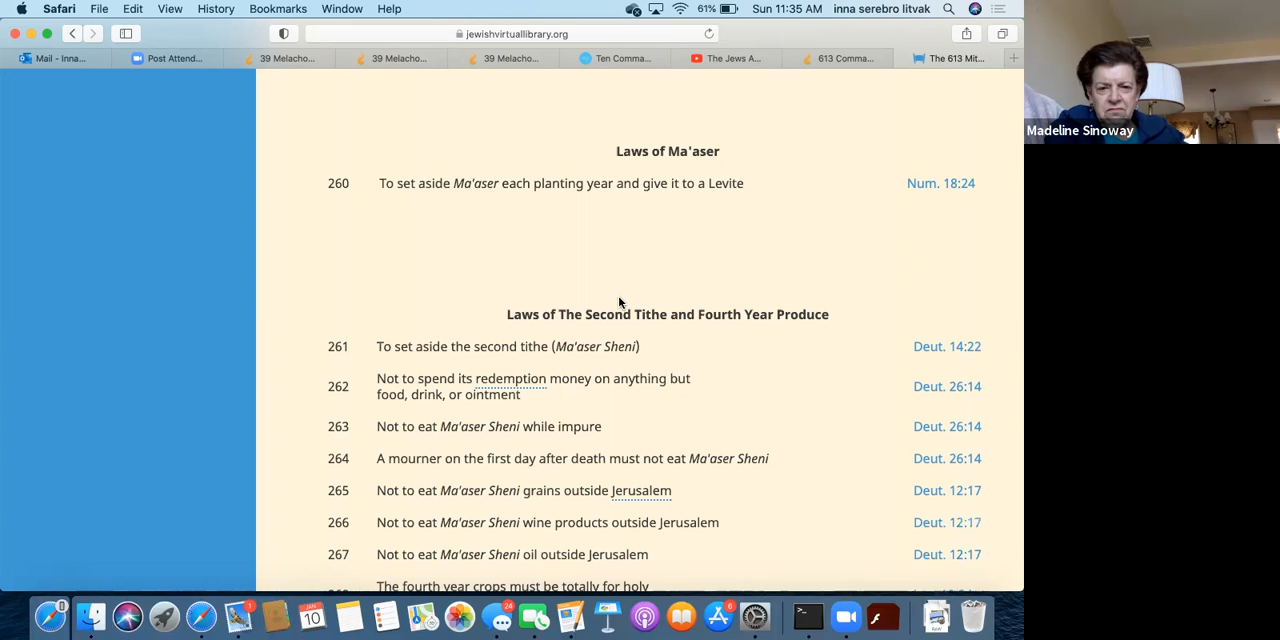 Safari File Edit View History Bookmarks Window Help 61% Sun 11:35 AM inna serebro litvak
jewishvirtuallibrary.org
Mail - Inna... Post Attend... 39 Melacho... 39 Melacho... 39 Melacho... Ten Comma... The Jews A... 613 Comma... The 613 Mit...
Madeline Sinoway
Laws of Ma'aser
260 To set aside Ma'aser each planting year and give it to a Levite Num. 18:24
Laws of The Second Tithe and Fourth Year Produce
261 To set aside the second tithe (Ma'aser Sheni) Deut. 14:22
262 Not to spend its redemption money on anything but Deut. 26:14
food, drink, or ointment
263 Not to eat Ma'aser Sheni while impure Deut. 26:14
264 A mourner on the first day after death must not eat Ma'aser Sheni Deut. 26:14
265 Not to eat Ma'aser Sheni grains outside Jerusalem Deut. 12:17
266 Not to eat Ma'aser Sheni wine products outside Jerusalem Deut. 12:17
267 Not to eat Ma'aser Sheni oil outside Jerusalem Deut. 12:17
The fourth year crops must be totally for holy
1 JAN 10 24 6